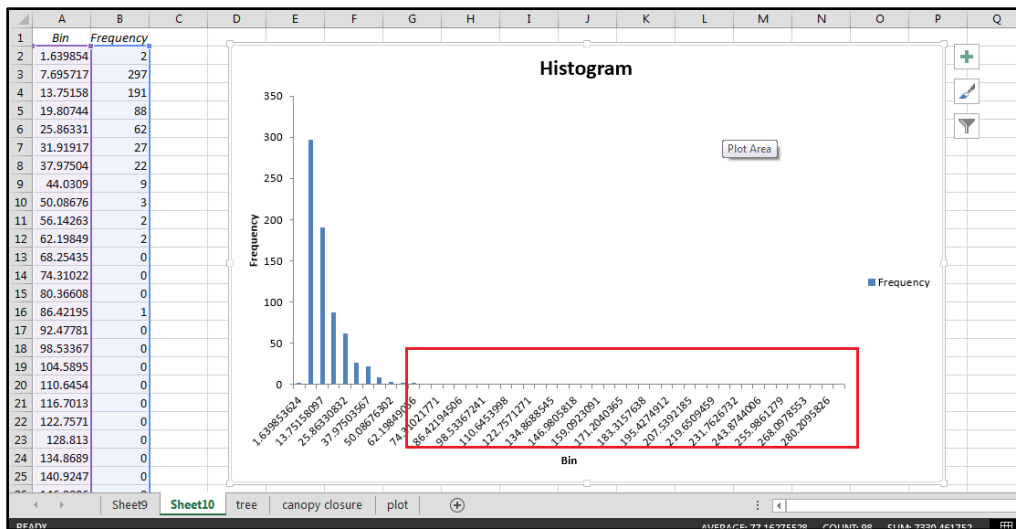 A B C D E F G H I J K L M N O P Q
1 Bin Frequency
2 1.639854 2
3 7.695717 297
4 13.75158 191
5 19.80744 88
6 25.86331 62
7 31.91917 27
8 37.97504 22
9 44.0309 9
10 50.08676 3
11 56.14263 2
12 62.19849 2
13 68.25435 0
14 74.31022 0
15 80.36608 0
16 86.42195 1
17 92.47781 0
18 98.53367 0
19 104.5895 0
20 110.6454 0
21 116.7013 0
22 122.7571 0
23 128.813 0
24 134.8689 0
25 140.9247 0
Histogram
Plot Area
Frequency
350
300
250
200
150
100
50
0
1.639853624
13.75158097
25.86330832
37.97503567
50.08676302
62.19849036
74.31021771
86.42194506
98.53367241
110.6453998
122.7571271
134.8688545
146.9805818
159.0923091
171.2040365
183.3157638
195.4274912
207.5392185
219.6509459
231.7626732
243.8744006
255.9861279
268.0978553
280.2095826
Bin
Frequency
Sheet9 Sheet10 tree canopy closure plot
READY AVERAGE: 77.16275528 COUNT: 98 SUM: 7330.461752